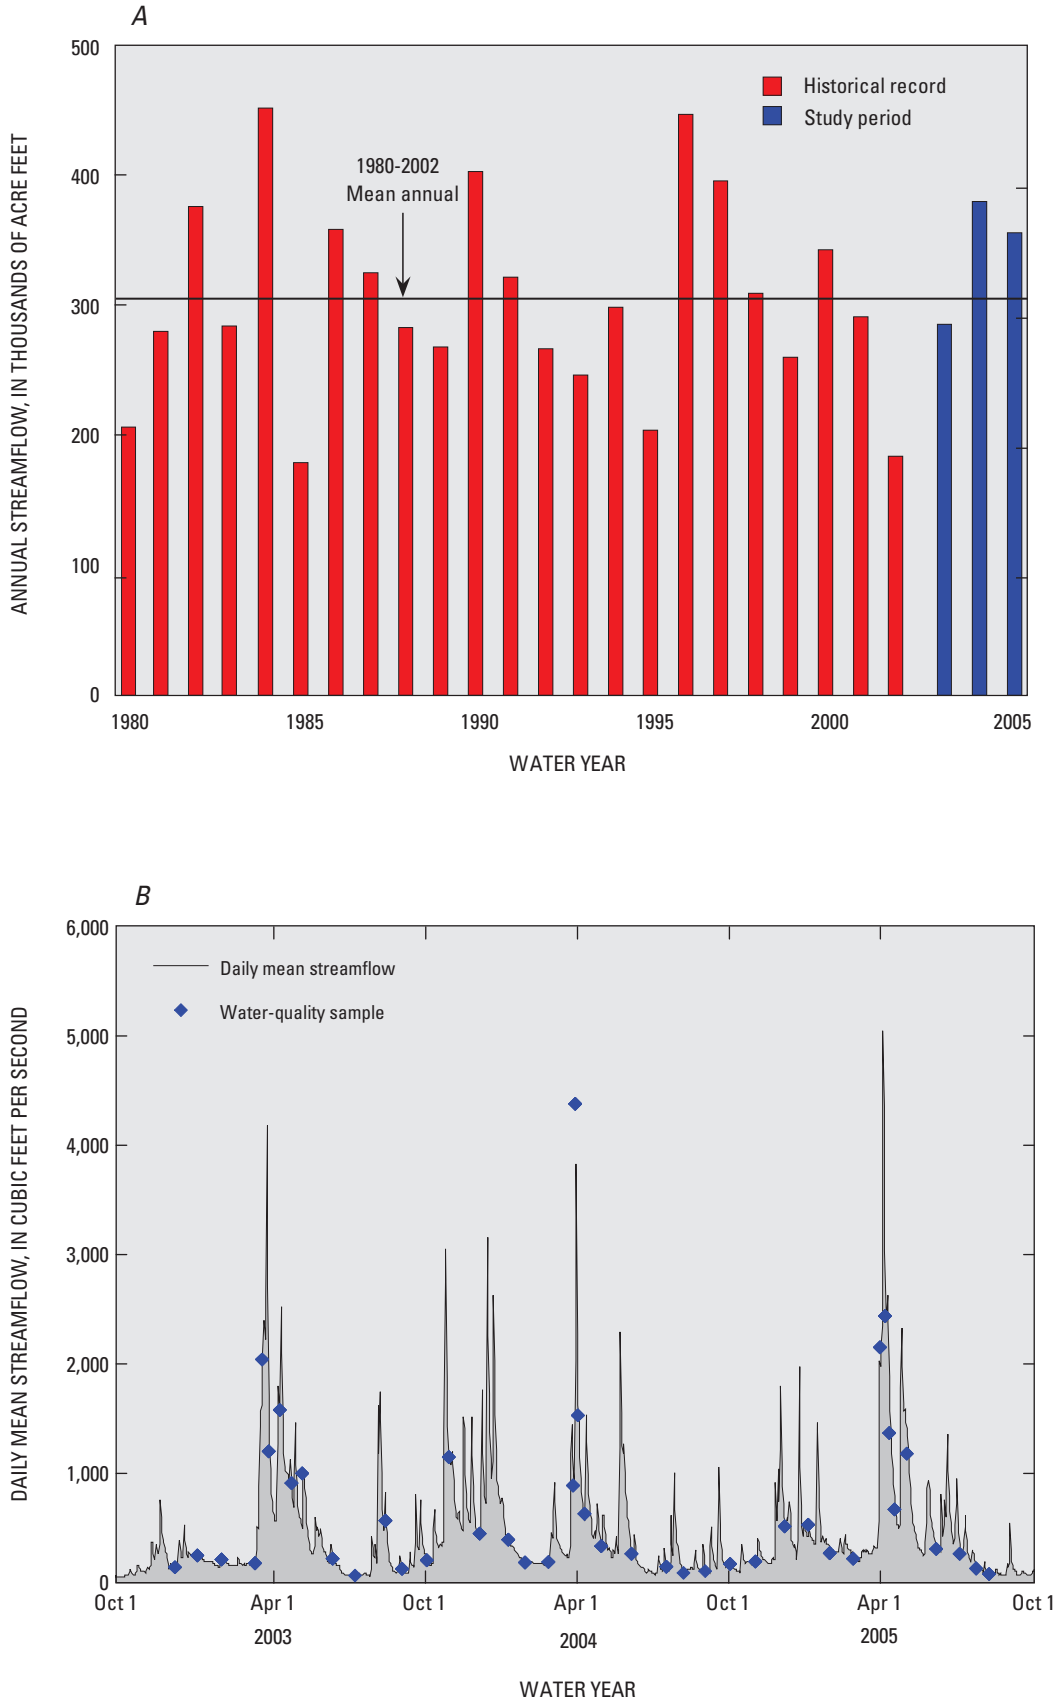 A
ANNUAL STREAMFLOW, IN THOUSANDS OF ACRE FEET
500
400
300
200
100
0
Historical record
Study period
1980-2002
Mean annual
1980
1985
1990
1995
2000
2005
WATER YEAR
B
DAILY MEAN STREAMFLOW, IN CUBIC FEET PER SECOND
6,000
5,000
4,000
3,000
2,000
1,000
0
Daily mean streamflow
Water-quality sample
Oct 1
Apr 1
Oct 1
Apr 1
Oct 1
Apr 1
Oct 1
2003
2004
2005
WATER YEAR